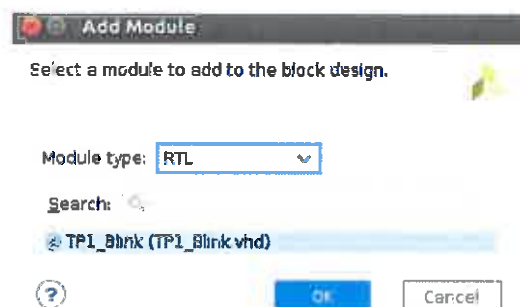 Add Module
Select a module to add to the block design.
Module type: RTL
Search:
TP1_Blink (TP1_Blink.vhd)
?
OK
Cancel